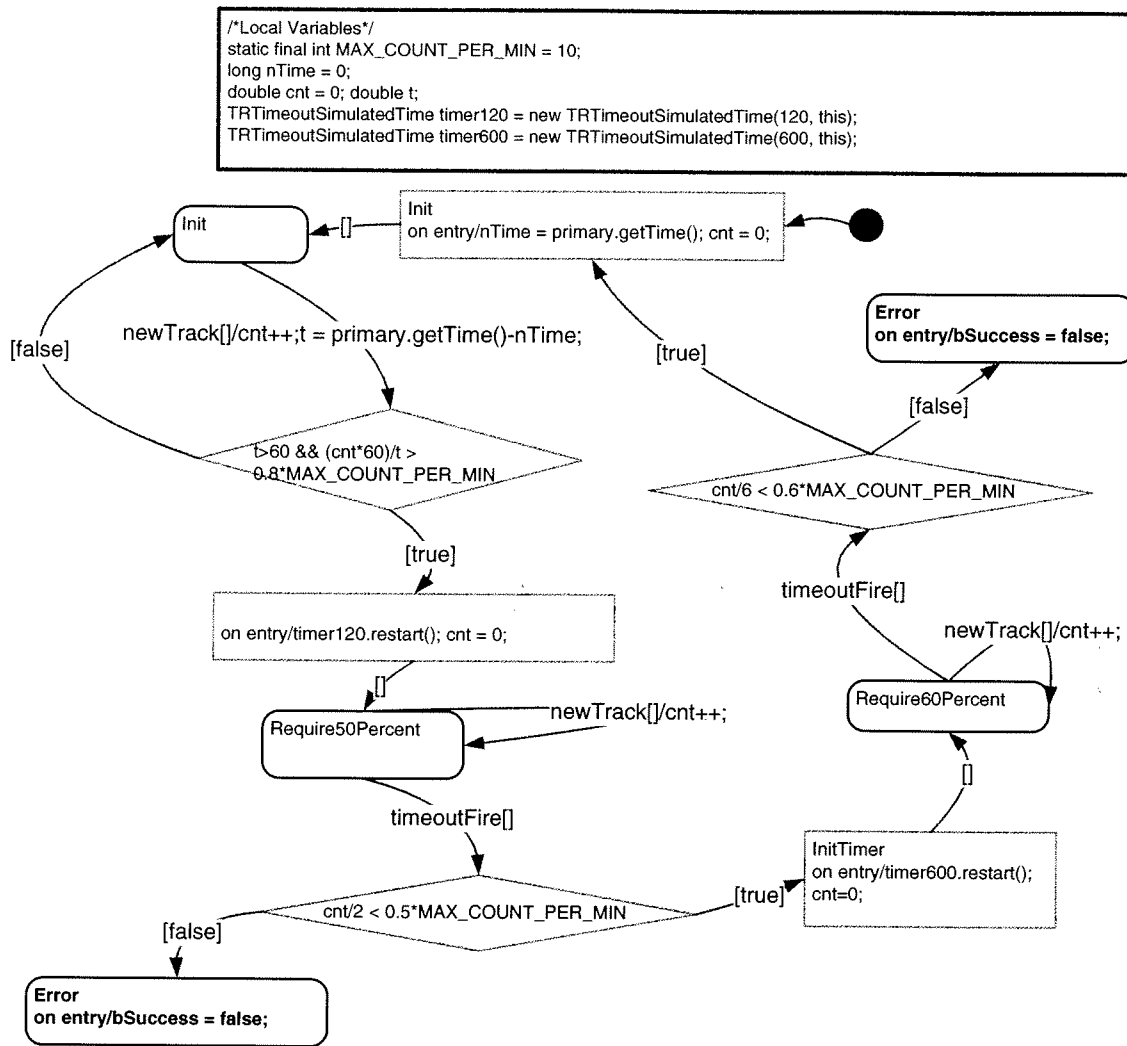 /*Local Variables*/
static final int MAX_COUNT_PER_MIN = 10;
long nTime = 0;
double cnt = 0; double t;
TRTimeoutSimulatedTime timer120 = new TRTimeoutSimulatedTime(120, this);
TRTimeoutSimulatedTime timer600 = new TRTimeoutSimulatedTime(600, this);
Init
[]
Init
on entry/nTime = primary.getTime(); cnt = 0;
newTrack[]/cnt++;t = primary.getTime()-nTime;
[false]
[true]
Error
on entry/bSuccess = false;
[false]
t>60 && (cnt*60)/t >
0.8*MAX_COUNT_PER_MIN
cnt/6 < 0.6*MAX_COUNT_PER_MIN
[true]
timeoutFire[]
on entry/timer120.restart(); cnt = 0;
newTrack[]/cnt++;
[]
Require50Percent
newTrack[]/cnt++;
Require60Percent
[]
timeoutFire[]
InitTimer
on entry/timer600.restart();
cnt=0;
cnt/2 < 0.5*MAX_COUNT_PER_MIN
[true]
[false]
Error
on entry/bSuccess = false;